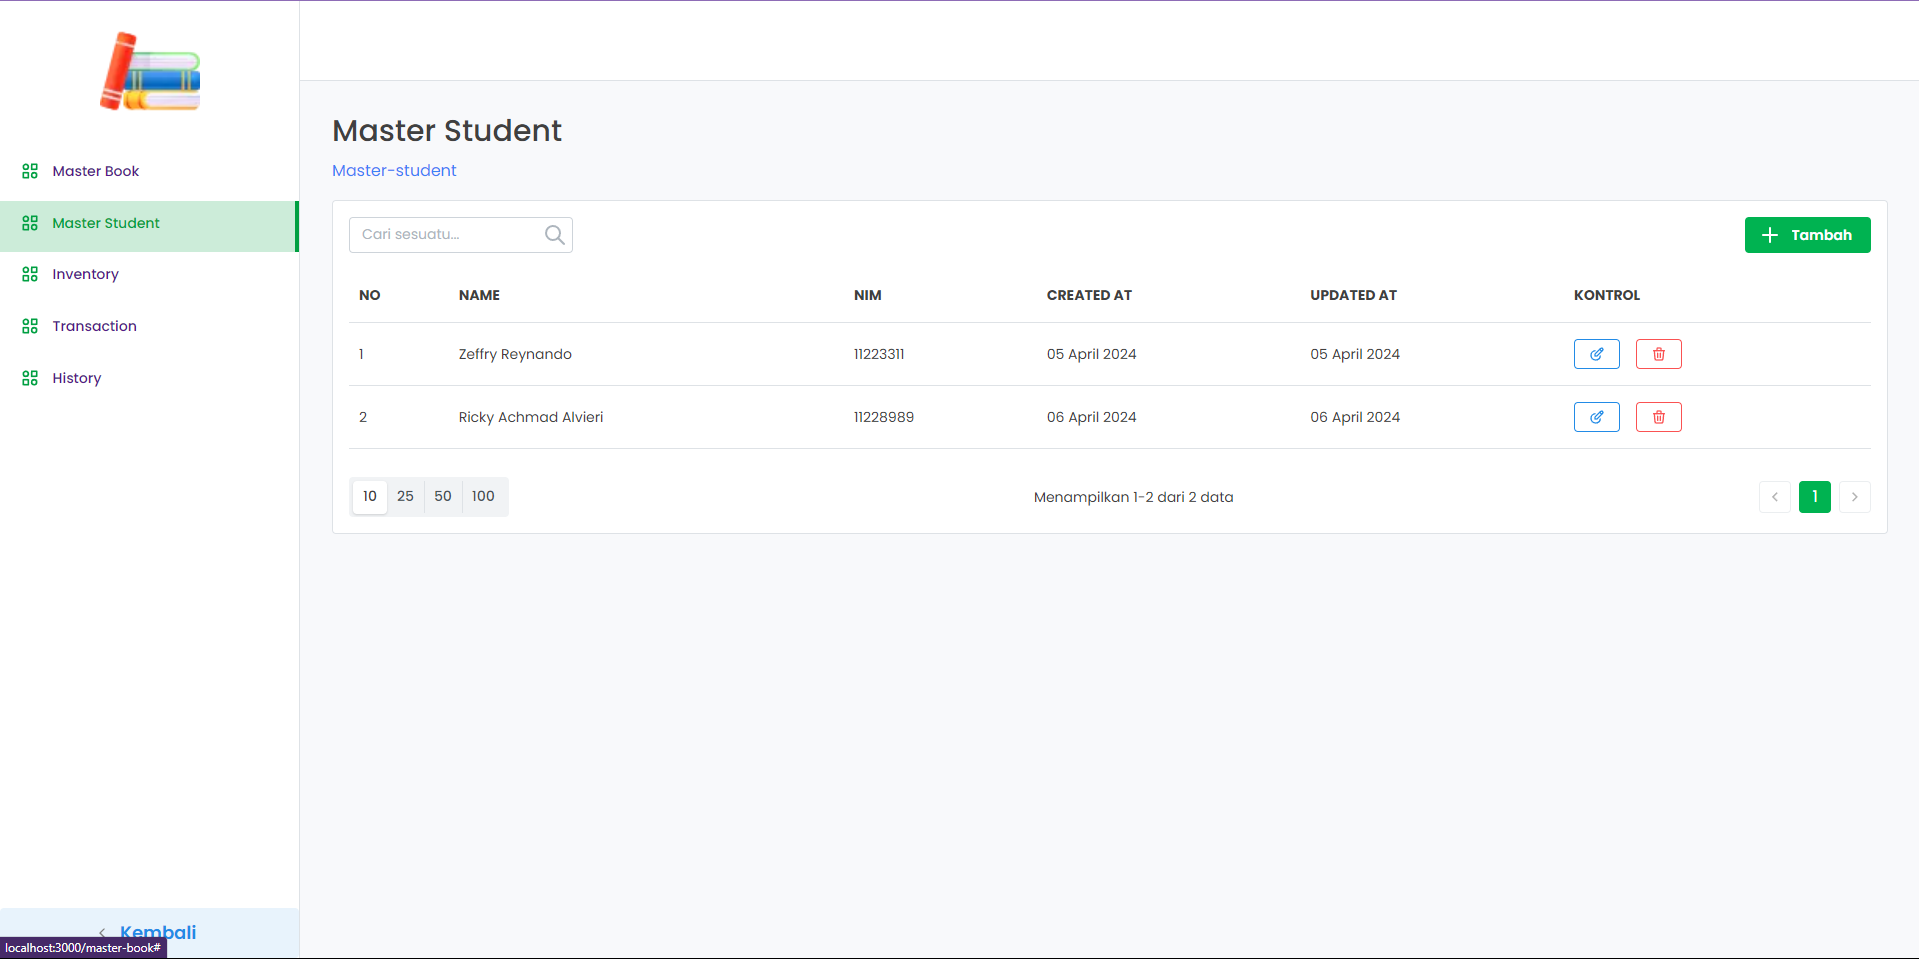 Master Book
Master Student
Inventory
Transaction
History
Kembali
localhost:3000/master-book#
Master Student
Master-student
Cari sesuatu...
Tambah
NO NAME NIM CREATED AT UPDATED AT KONTROL
1 Zeffry Reynando 11223311 05 April 2024 05 April 2024
2 Ricky Achmad Alvieri 11228989 06 April 2024 06 April 2024
10 25 50 100 Menampilkan 1-2 dari 2 data 1